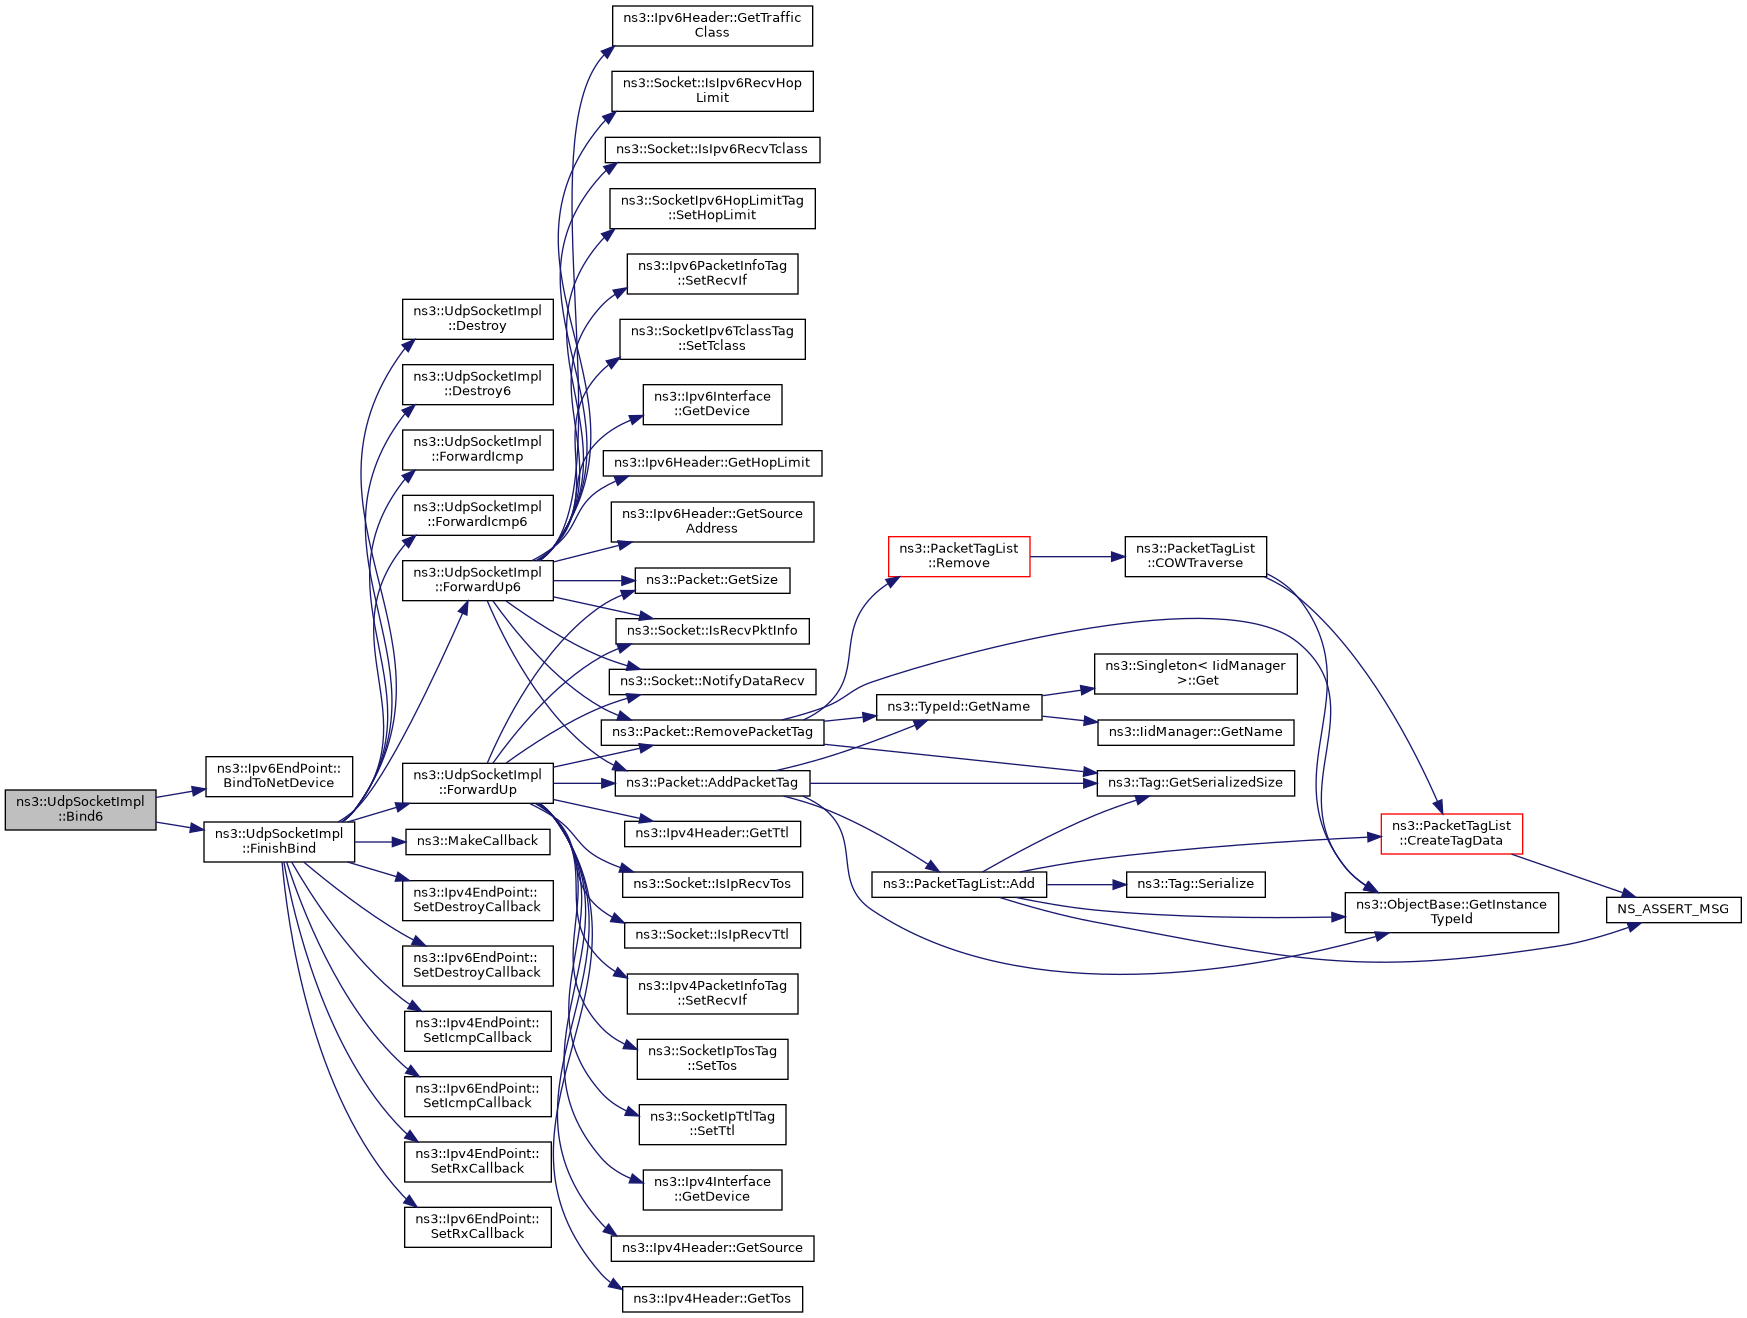 ns3::UdpSocketImpl
::Bind6
ns3::Ipv6EndPoint::
BindToNetDevice
ns3::UdpSocketImpl
::FinishBind
ns3::UdpSocketImpl
::Destroy
ns3::UdpSocketImpl
::Destroy6
ns3::UdpSocketImpl
::ForwardIcmp
ns3::UdpSocketImpl
::ForwardIcmp6
ns3::UdpSocketImpl
::ForwardUp6
ns3::UdpSocketImpl
::ForwardUp
ns3::MakeCallback
ns3::Ipv4EndPoint::
SetDestroyCallback
ns3::Ipv6EndPoint::
SetDestroyCallback
ns3::Ipv4EndPoint::
SetIcmpCallback
ns3::Ipv6EndPoint::
SetIcmpCallback
ns3::Ipv4EndPoint::
SetRxCallback
ns3::Ipv6EndPoint::
SetRxCallback
ns3::Ipv6Header::GetTraffic
Class
ns3::Socket::IsIpv6RecvHop
Limit
ns3::Socket::IsIpv6RecvTclass
ns3::SocketIpv6HopLimitTag
::SetHopLimit
ns3::Ipv6PacketInfoTag
::SetRecvIf
ns3::SocketIpv6TclassTag
::SetTclass
ns3::Ipv6Interface
::GetDevice
ns3::Ipv6Header::GetHopLimit
ns3::Ipv6Header::GetSource
Address
ns3::Packet::GetSize
ns3::Socket::IsRecvPktInfo
ns3::Socket::NotifyDataRecv
ns3::Packet::RemovePacketTag
ns3::Packet::AddPacketTag
ns3::Ipv4Header::GetTtl
ns3::Socket::IsIpRecvTos
ns3::Socket::IsIpRecvTtl
ns3::Ipv4PacketInfoTag
::SetRecvIf
ns3::SocketIpTosTag
::SetTos
ns3::SocketIpTtlTag
::SetTtl
ns3::Ipv4Interface
::GetDevice
ns3::Ipv4Header::GetSource
ns3::Ipv4Header::GetTos
ns3::PacketTagList
::Remove
ns3::TypeId::GetName
ns3::PacketTagList::Add
ns3::PacketTagList
::COWTraverse
ns3::Singleton< IidManager
>::Get
ns3::IidManager::GetName
ns3::Tag::GetSerializedSize
ns3::Tag::Serialize
ns3::PacketTagList
::CreateTagData
ns3::ObjectBase::GetInstance
TypeId
NS_ASSERT_MSG